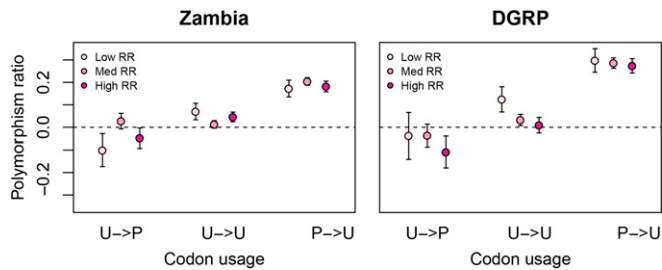 Zambia DGRP
Polymorphism ratio
0.2
0.0
−0.2
Low RR
Med RR
High RR
Low RR
Med RR
High RR
U−>P U−>U P−>U
U−>P U−>U P−>U
Codon usage Codon usage